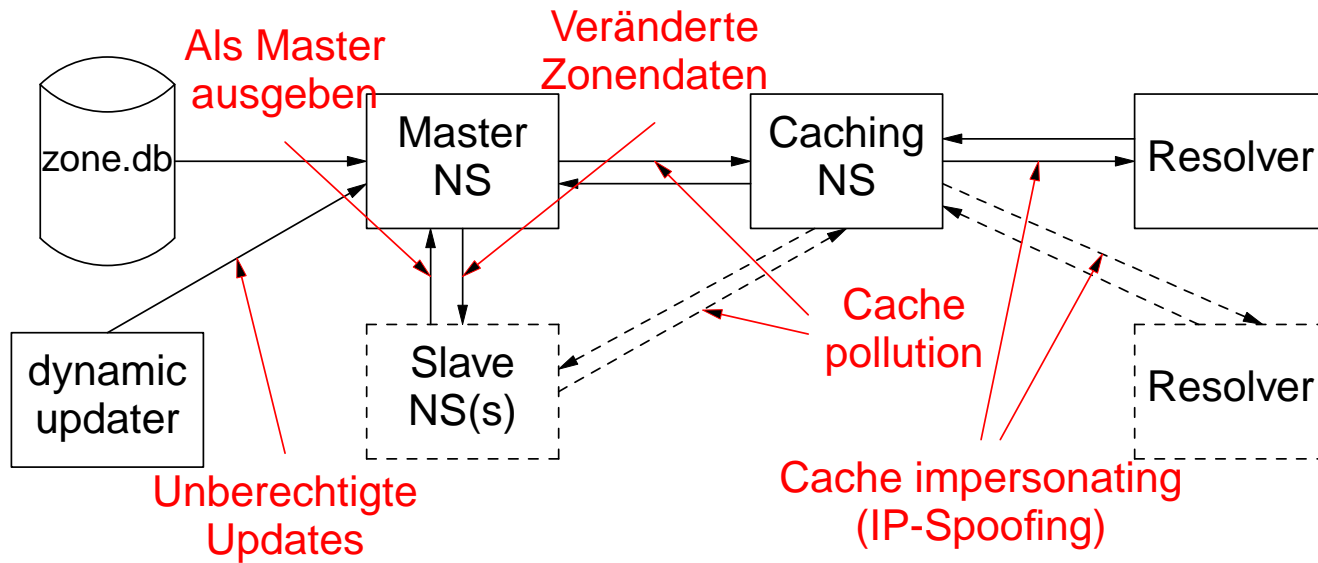 Als Master
ausgeben
Veränderte
Zonendaten
zone.db
Master
NS
Caching
NS
Resolver
dynamic
updater
Slave
NS(s)
Cache
pollution
Resolver
Unberechtigte
Updates
Cache impersonating
(IP-Spoofing)